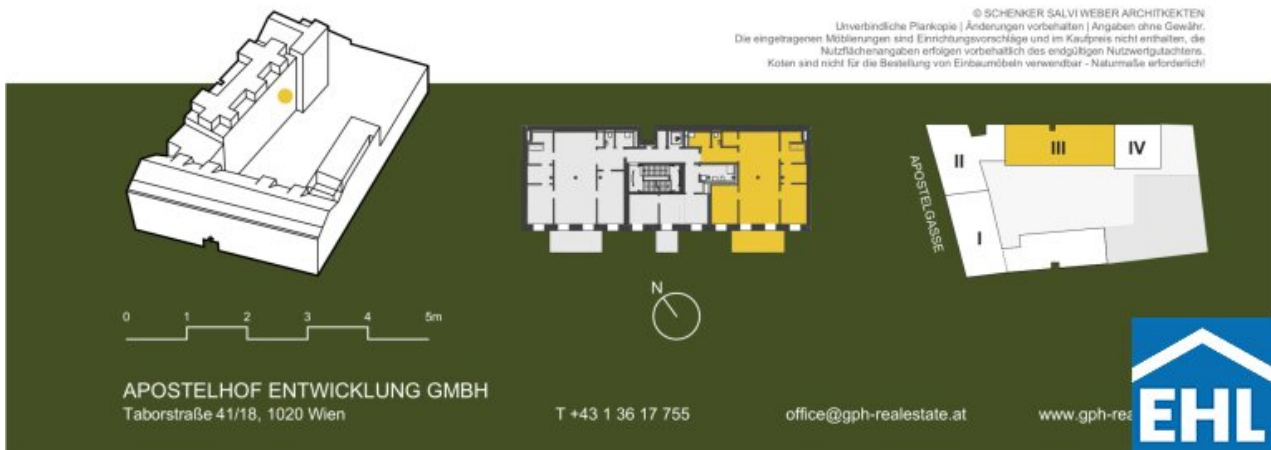 © SCHENKER SALVI WEBER ARCHITKEKTEN
Unverbindliche Plankopie | Änderungen vorbehalten | Angaben ohne Gewähr.
Die eingetragenen Möblierungen sind Einrichtungsvorschläge und im Kaufpreis nicht enthalten, die
Nutzflächenangaben erfolgen vorbehaltlich des endgültigen Nutzwertgutachtens.
Koten sind nicht für die Bestellung von Einbaumöbeln verwendbar - Naturmaße erforderlich!
II
III
IV
APOSTELGASSE
I
N
0 1 2 3 4 5m
APOSTELHOF ENTWICKLUNG GMBH
Taborstraße 41/18, 1020 Wien
T +43 1 36 17 755
office@gph-realestate.at
www.gph-rea
EHL